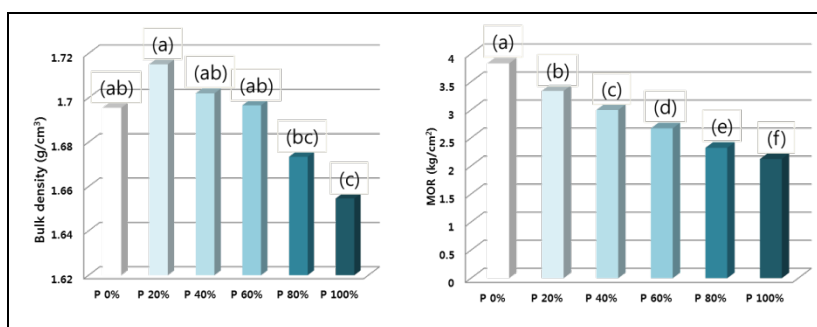 Bulk density (g/cm³)
1.72
1.7
1.68
1.66
1.64
1.62
(ab)
(a)
(ab)
(ab)
(bc)
(c)
P 0% P 20% P 40% P 60% P 80% P 100%
MOR (kg/cm²)
4
3.5
3
2.5
2
1.5
1
0.5
0
(a)
(b)
(c)
(d)
(e)
(f)
P 0% P 20% P 40% P 60% P 80% P 100%